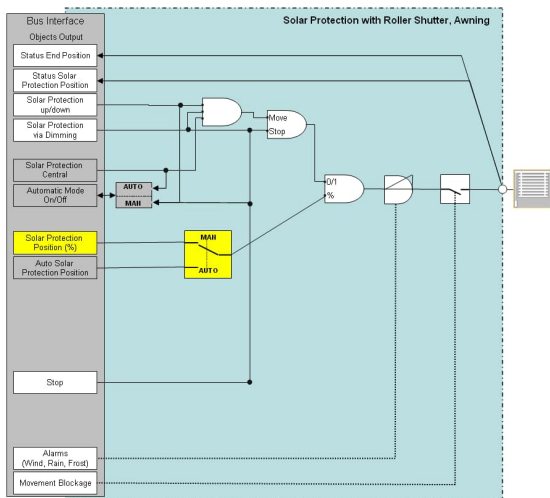 Bus Interface
Solar Protection with Roller Shutter, Awning
Objects Output
Status End Position
Status Solar
Protection Position
Solar Protection
up/down
Solar Protection
via Dimming
Move
Stop
Solar Protection
Central
Automatic Mode
On/Off
AUTO
MAH
0/1
%
Solar Protection
Position (%)
Auto Solar
Protection Position
MAH
AUTO
Stop
Alarms
(Wind, Rain, Frost)
Movement Blockage